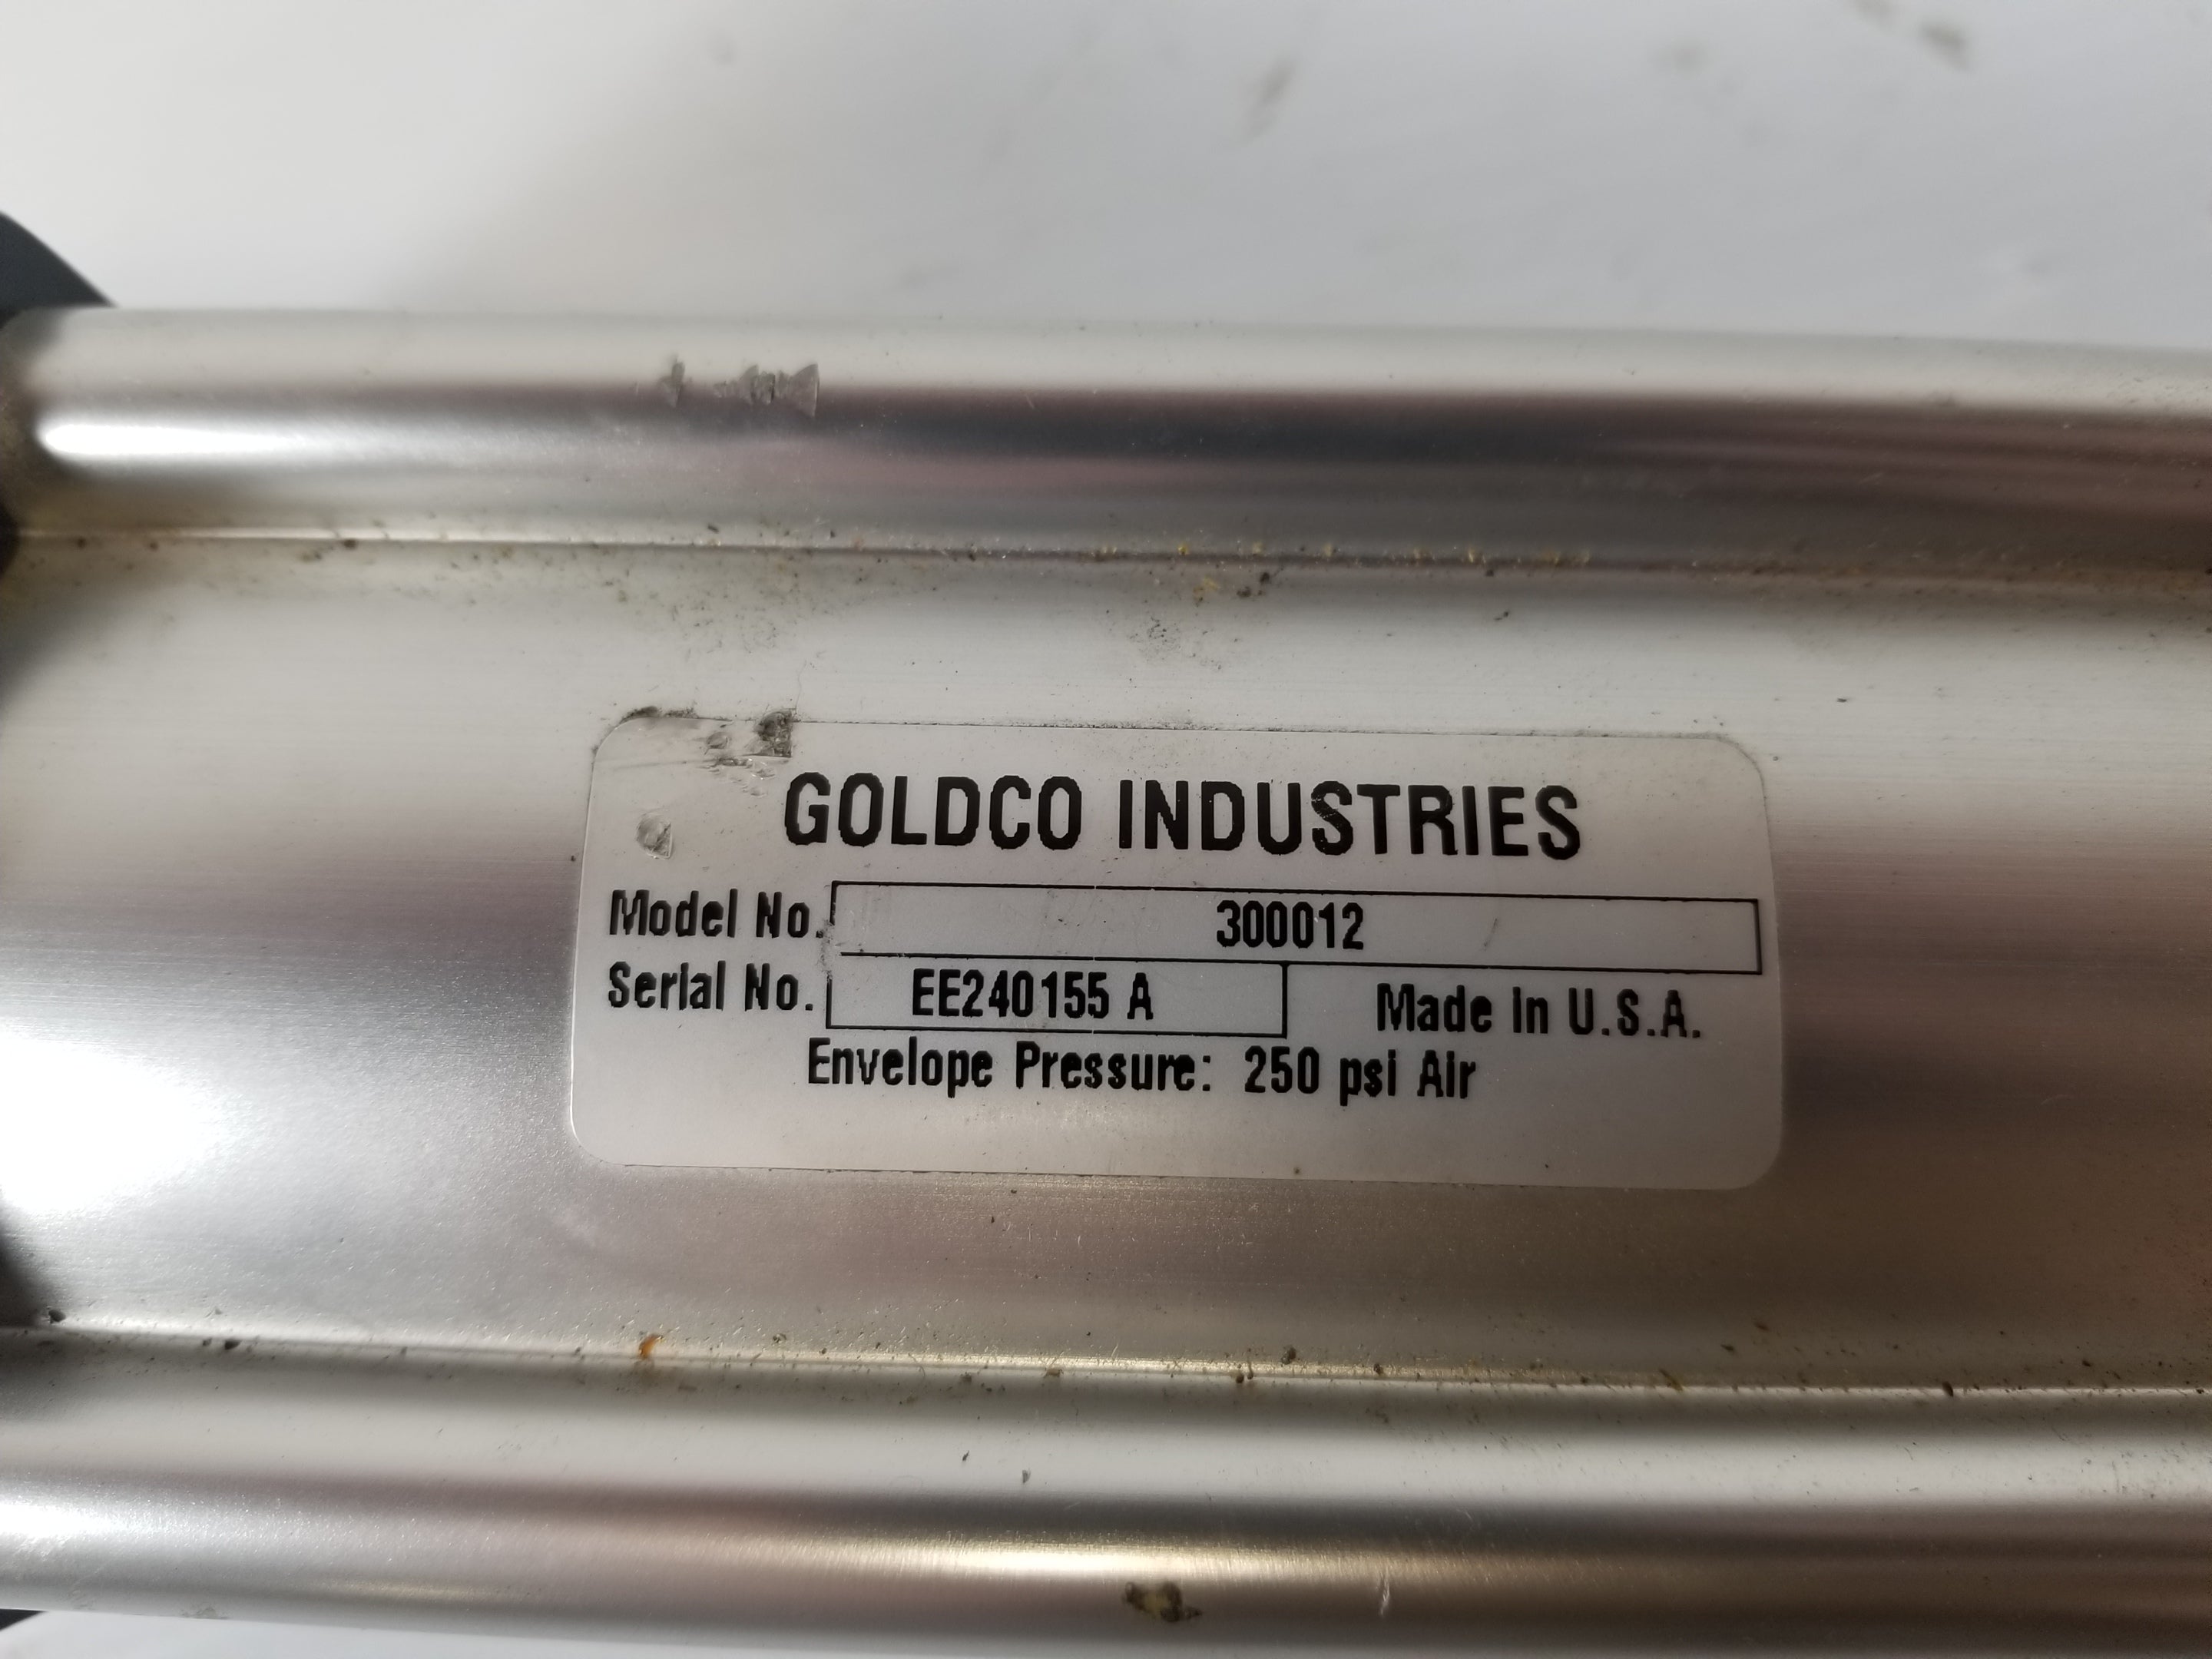 GOLDCO INDUSTRIES
Model No. 300012
Serial No. EE240155 A Made in U.S.A.
Envelope Pressure: 250 psi Air